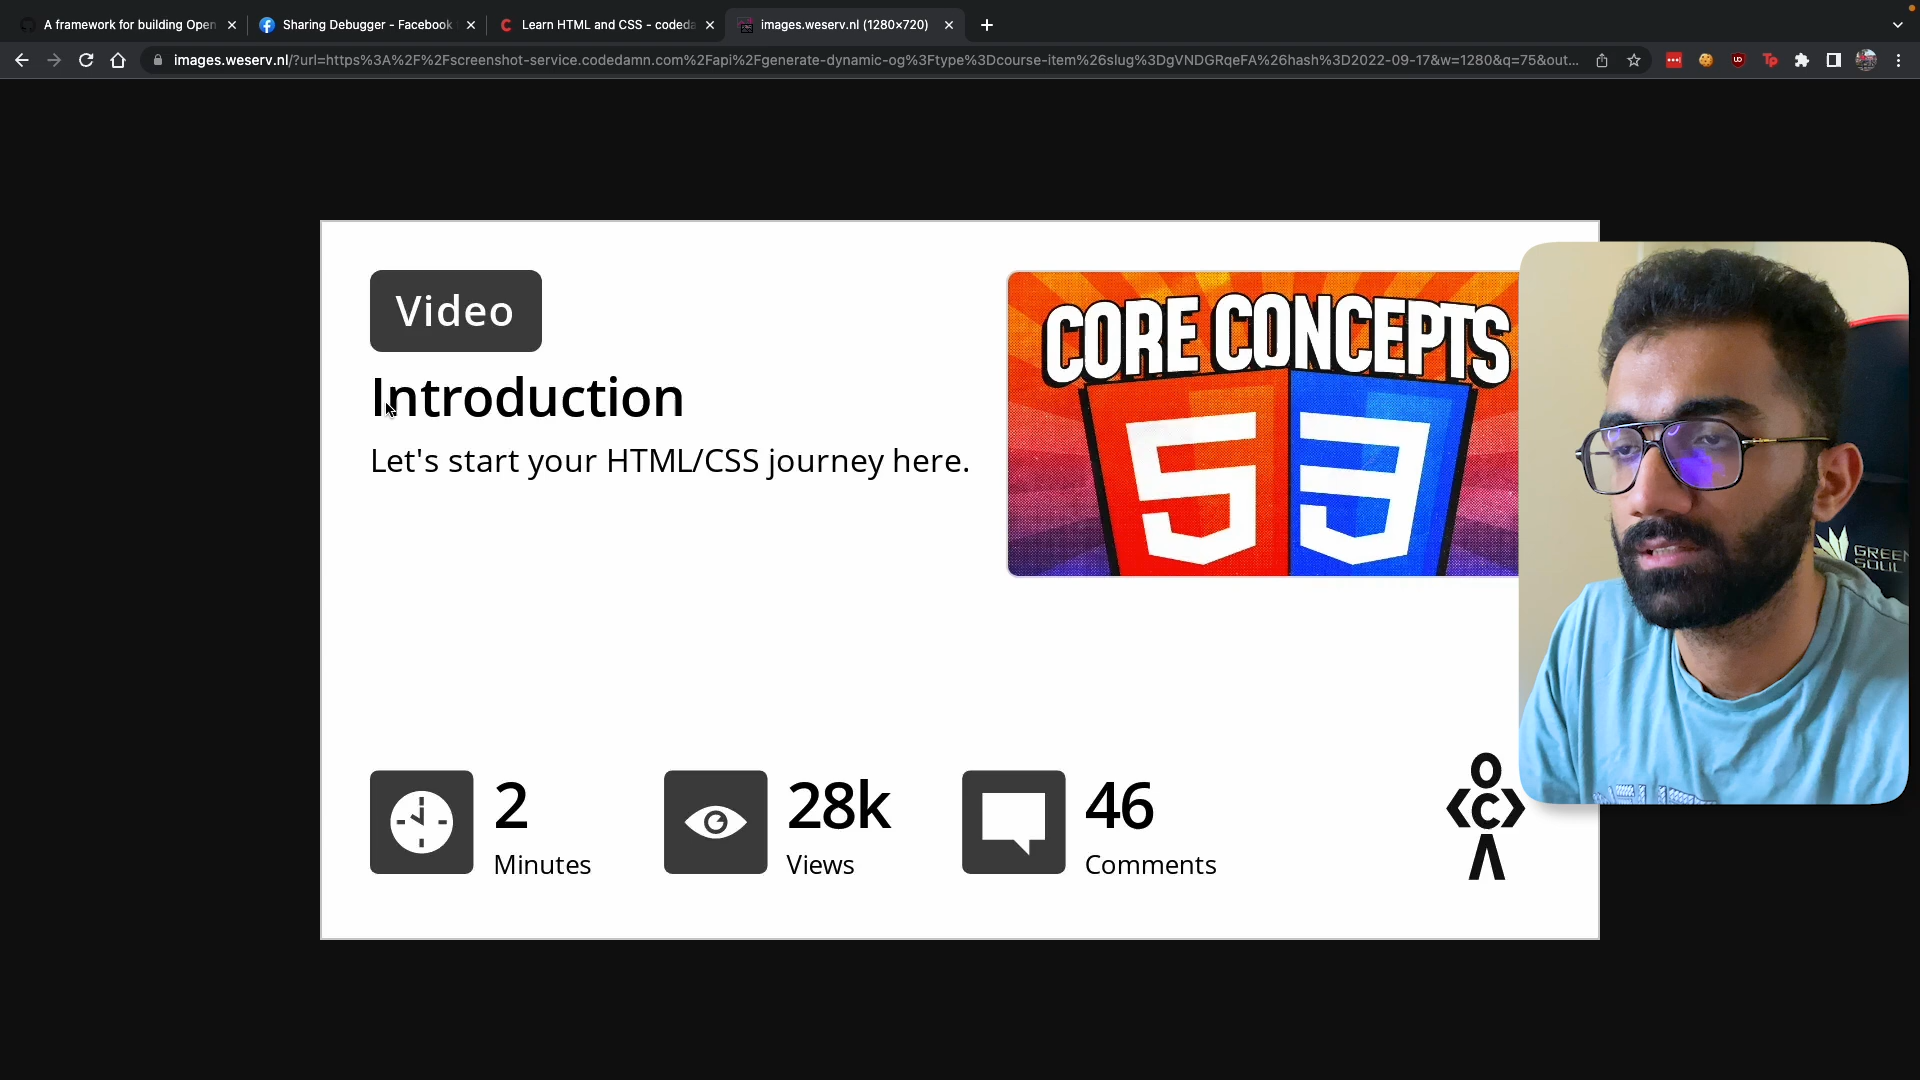 A framework for building Open
Sharing Debugger - Facebook
Learn HTML and CSS - coded
images.weserv.nl (1280×720)
images.weserv.nl/?url=https%3A%2F%2Fscreenshot-service.codedamn.com%2Fapi%2Fgenerate-dynamic-og%3Ftype%3Dcourse-item%26slug%3DgVNDGRqeFA%26hash%3D2022-09-17&w=1280&q=75&out...
Video
Introduction
Let's start your HTML/CSS journey here.
CORE CONCEPTS
5 3
GREEN
SOUL
2
Minutes
28k
Views
46
Comments
C